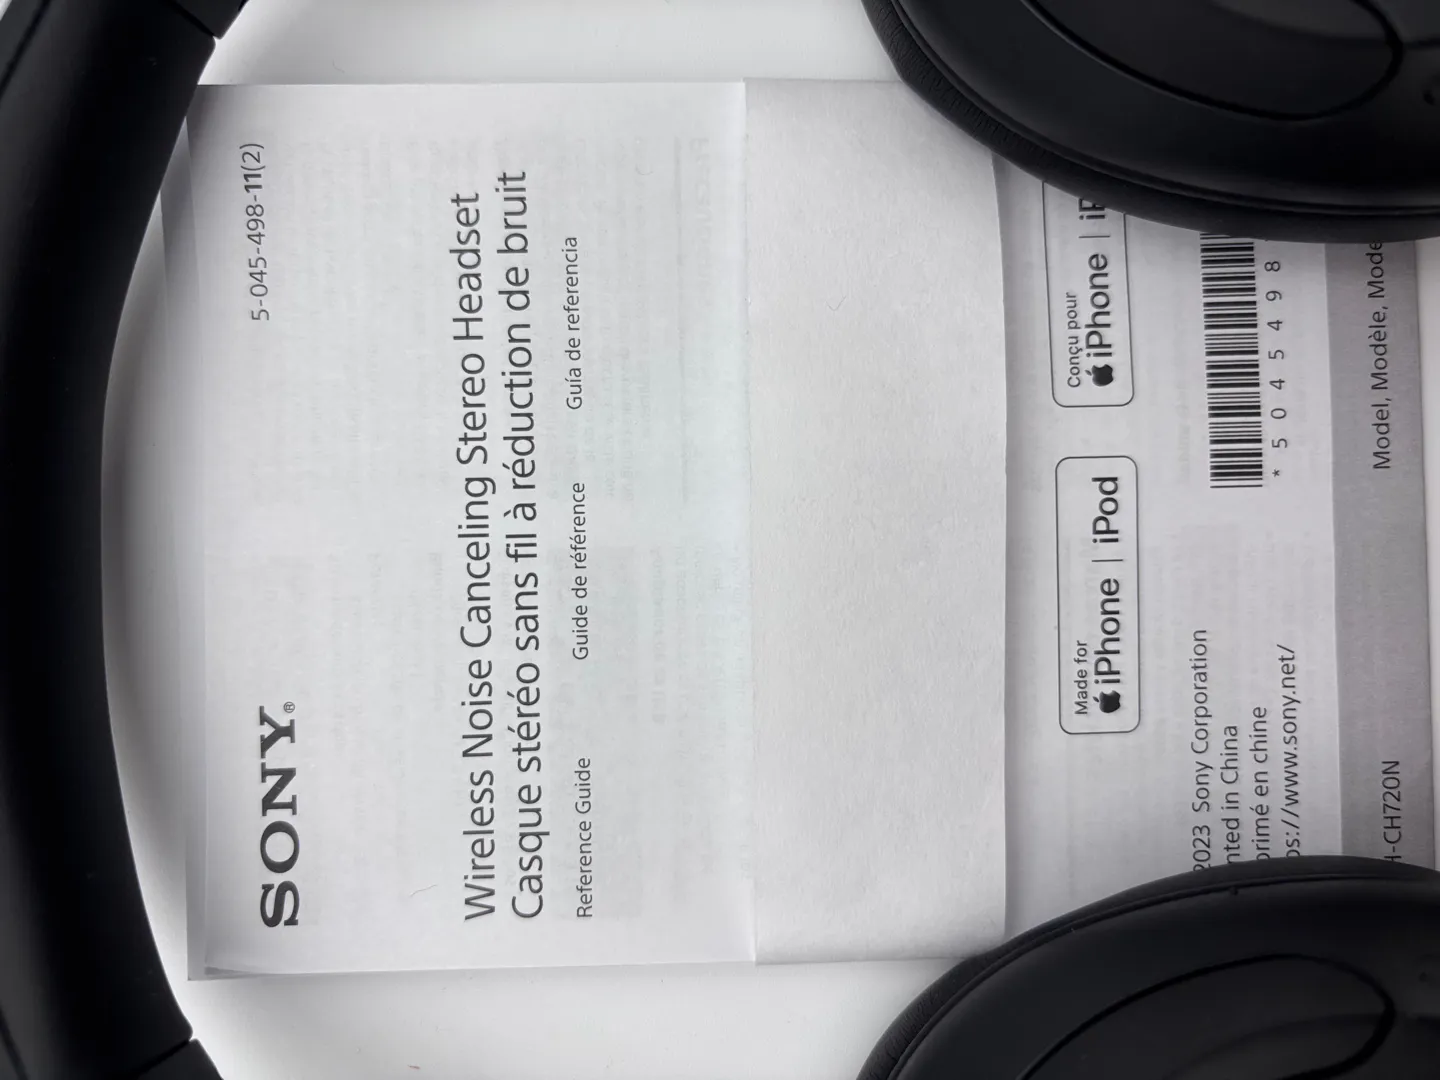 SONY®
5-045-498-11(2)
Wireless Noise Canceling Stereo Headset
Casque stéréo sans fil à réduction de bruit
Reference Guide
Guide de référence
Guía de referencia
Made for
iPhone | iPod
Conçu pour
iPhone |
2023 Sony Corporation
nted in China
primé en chine
ps://www.sony.net/
* 5 0 4 5 4 9 8
-CH720N
Model, Modèle, Mode